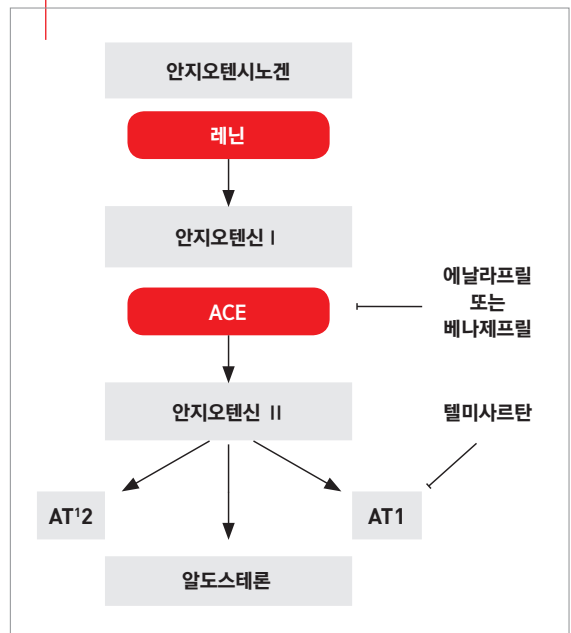 안지오텐시노겐
레닌
안지오텐신 I
에날라프릴
또는
베나제프릴
ACE
안지오텐신 II
텔미사르탄
AT¹2
AT1
알도스테론